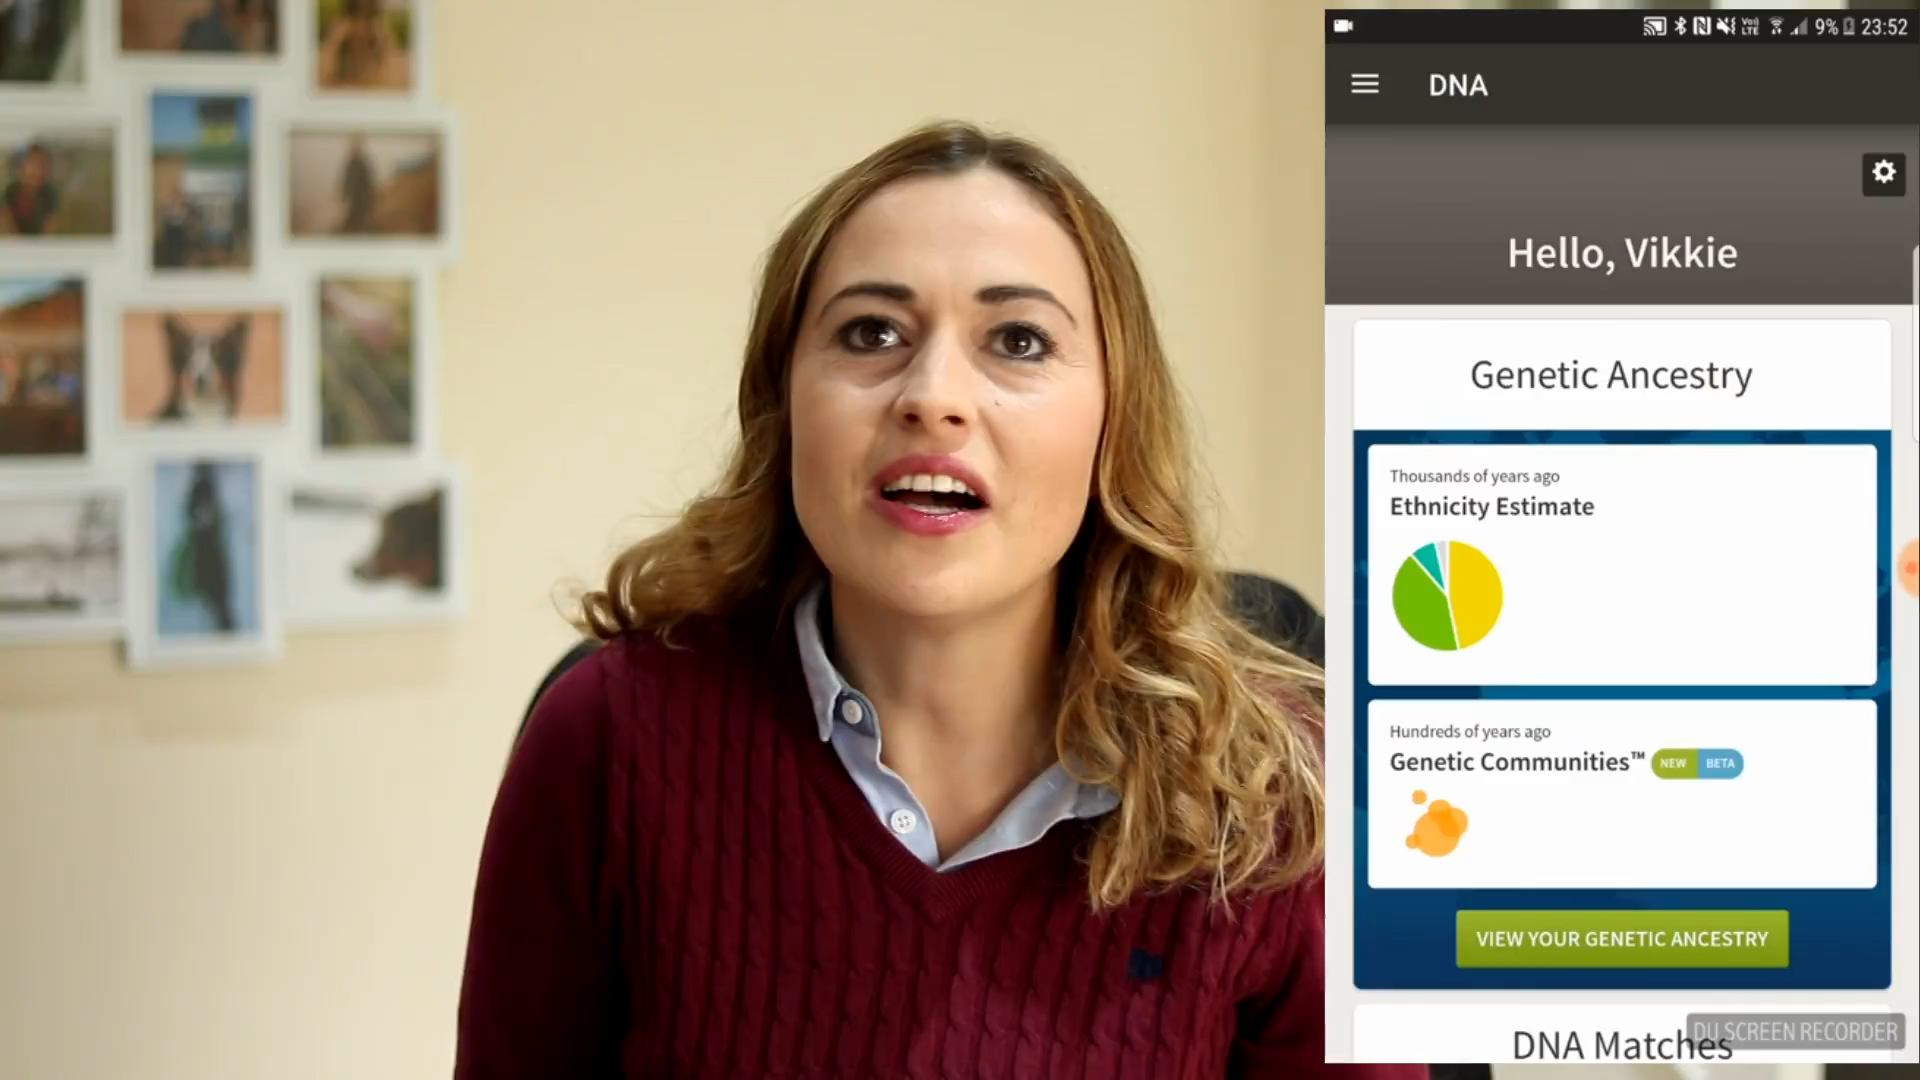 9% 23:52
DNA
Hello, Vikkie
Genetic Ancestry
Thousands of years ago
Ethnicity Estimate
Hundreds of years ago
Genetic Communities™ NEW BETA
VIEW YOUR GENETIC ANCESTRY
DNA Matches
DU SCREEN RECORDER